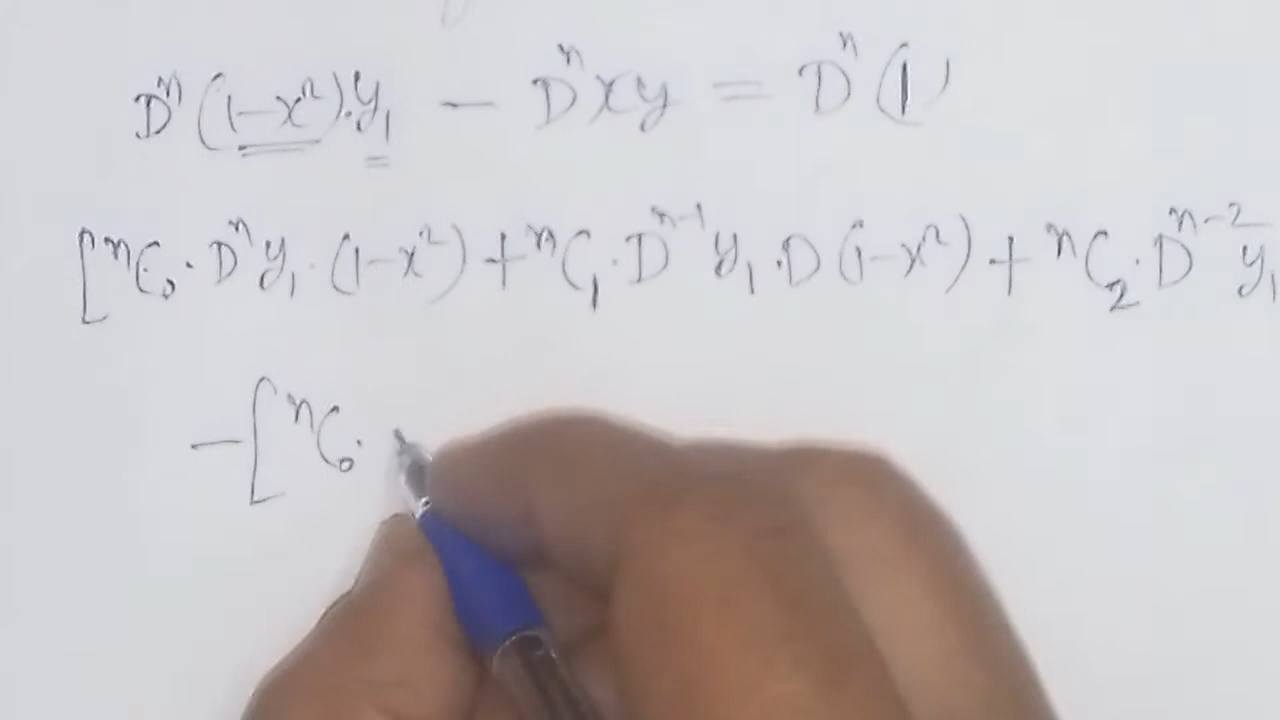 Dⁿ(1-x²).y₁ - Dⁿxy = Dⁿ(1)
[ⁿC₀.Dⁿy₁.(1-x²)+ⁿC₁.Dⁿ⁻¹y₁.D(1-x²)+ⁿC₂.Dⁿ⁻²y₁
-[ⁿC₀.